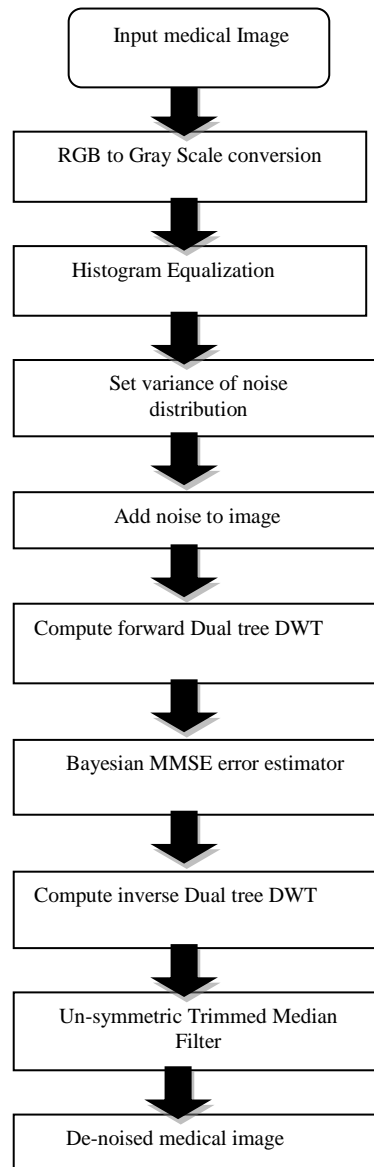 Input medical Image
RGB to Gray Scale conversion
Histogram Equalization
Set variance of noise
distribution
Add noise to image
Compute forward Dual tree DWT
Bayesian MMSE error estimator
Compute inverse Dual tree DWT
Un-symmetric Trimmed Median
Filter
De-noised medical image